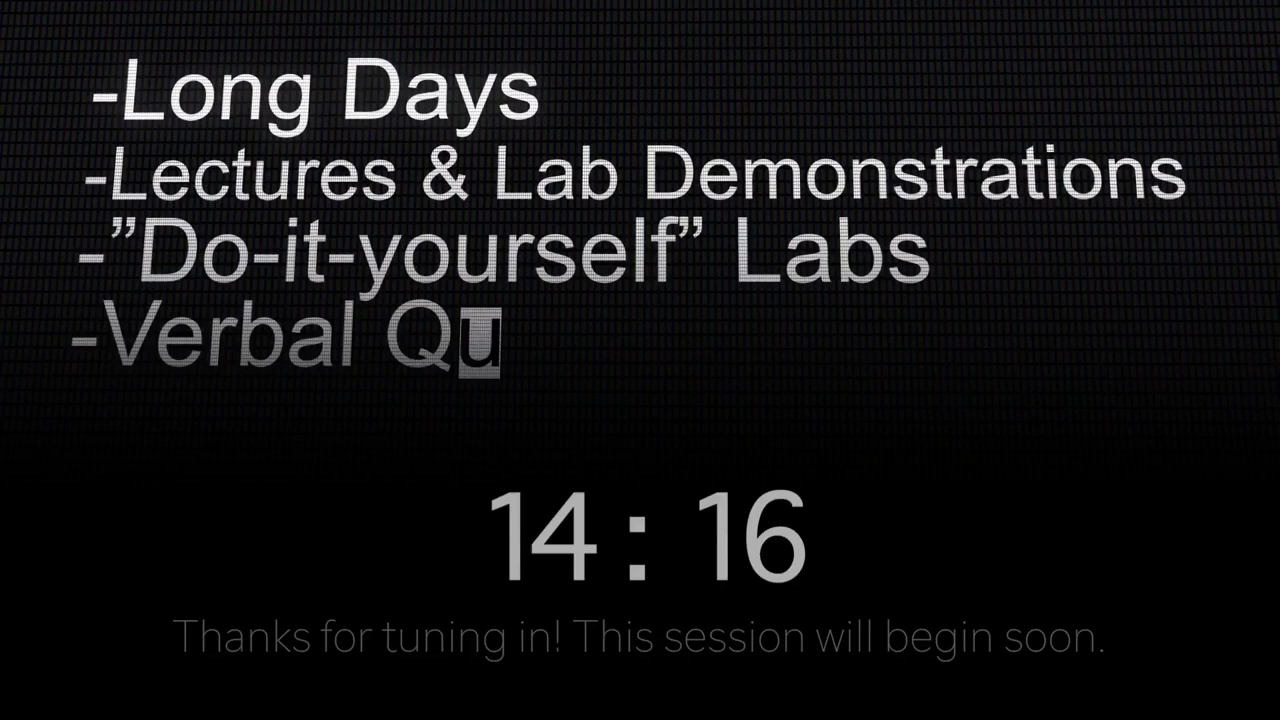 -Long Days
-Lectures & Lab Demonstrations
-”Do-it-yourself” Labs
-Verbal Qu
14 : 16
Thanks for tuning in! This session will begin soon.